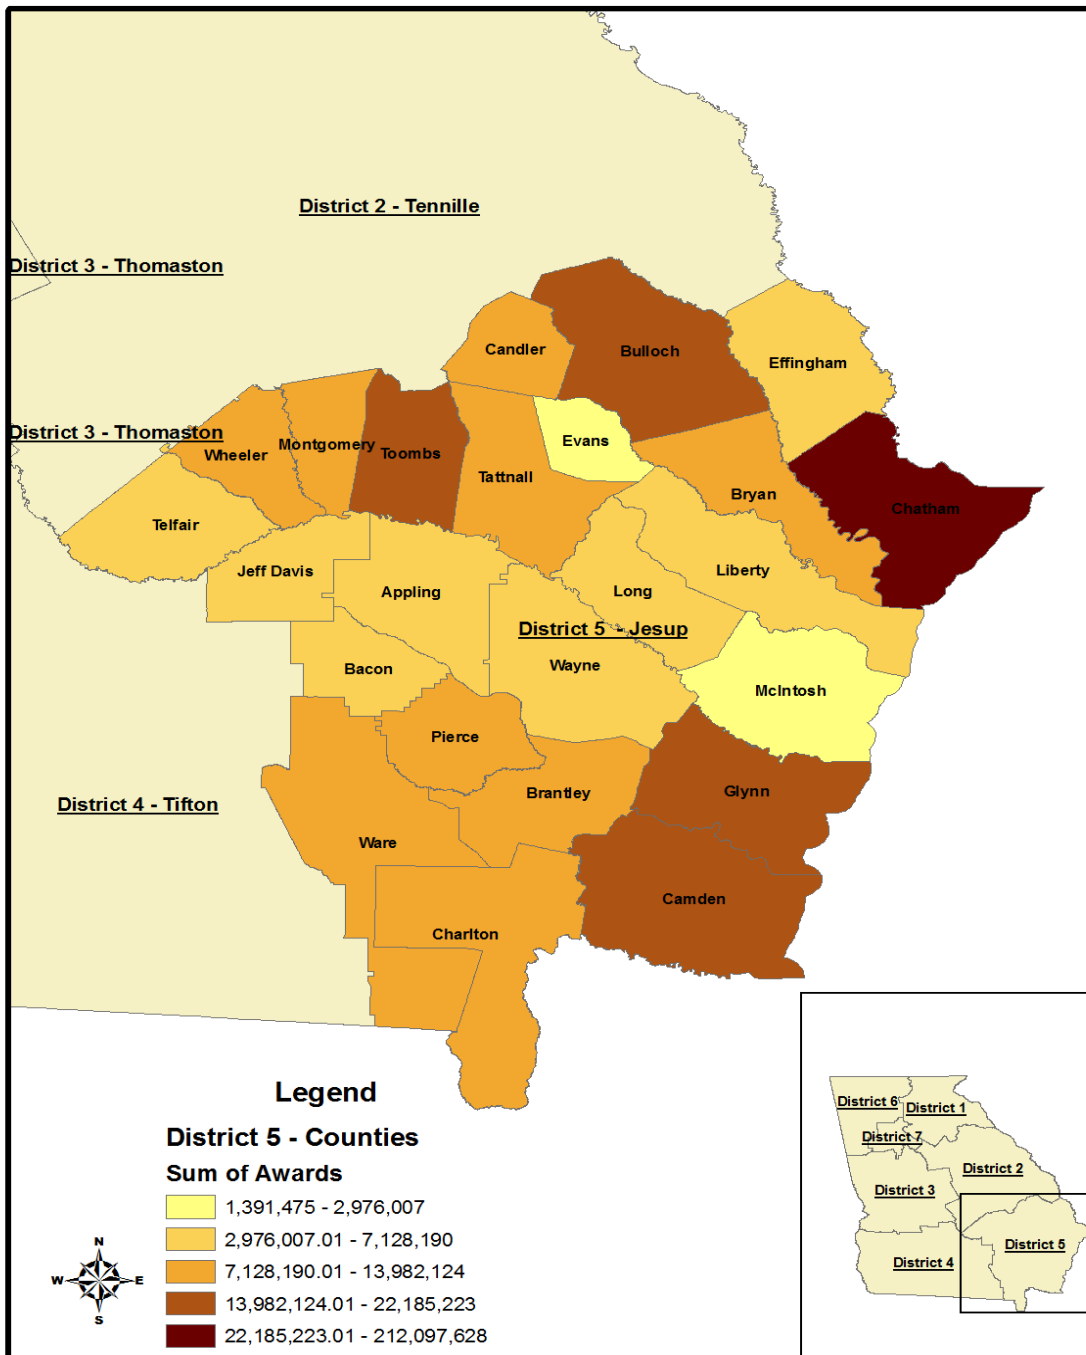 District 2 - Tennille
District 3 - Thomaston
Candler
Bulloch
Effingham
District 3 - Thomaston
Wheeler
Montgomery
Toombs
Tattnall
Evans
Bryan
Chatham
Telfair
Jeff Davis
Appling
Long
Liberty
District 5 - Jesup
Wayne
Bacon
McIntosh
Pierce
Brantley
Glynn
District 4 - Tifton
Ware
Camden
Charlton
Legend
District 5 - Counties
Sum of Awards
1,391,475 - 2,976,007
2,976,007.01 - 7,128,190
7,128,190.01 - 13,982,124
13,982,124.01 - 22,185,223
22,185,223.01 - 212,097,628
N
W
E
S
District 6
District 1
District 7
District 2
District 3
District 5
District 4